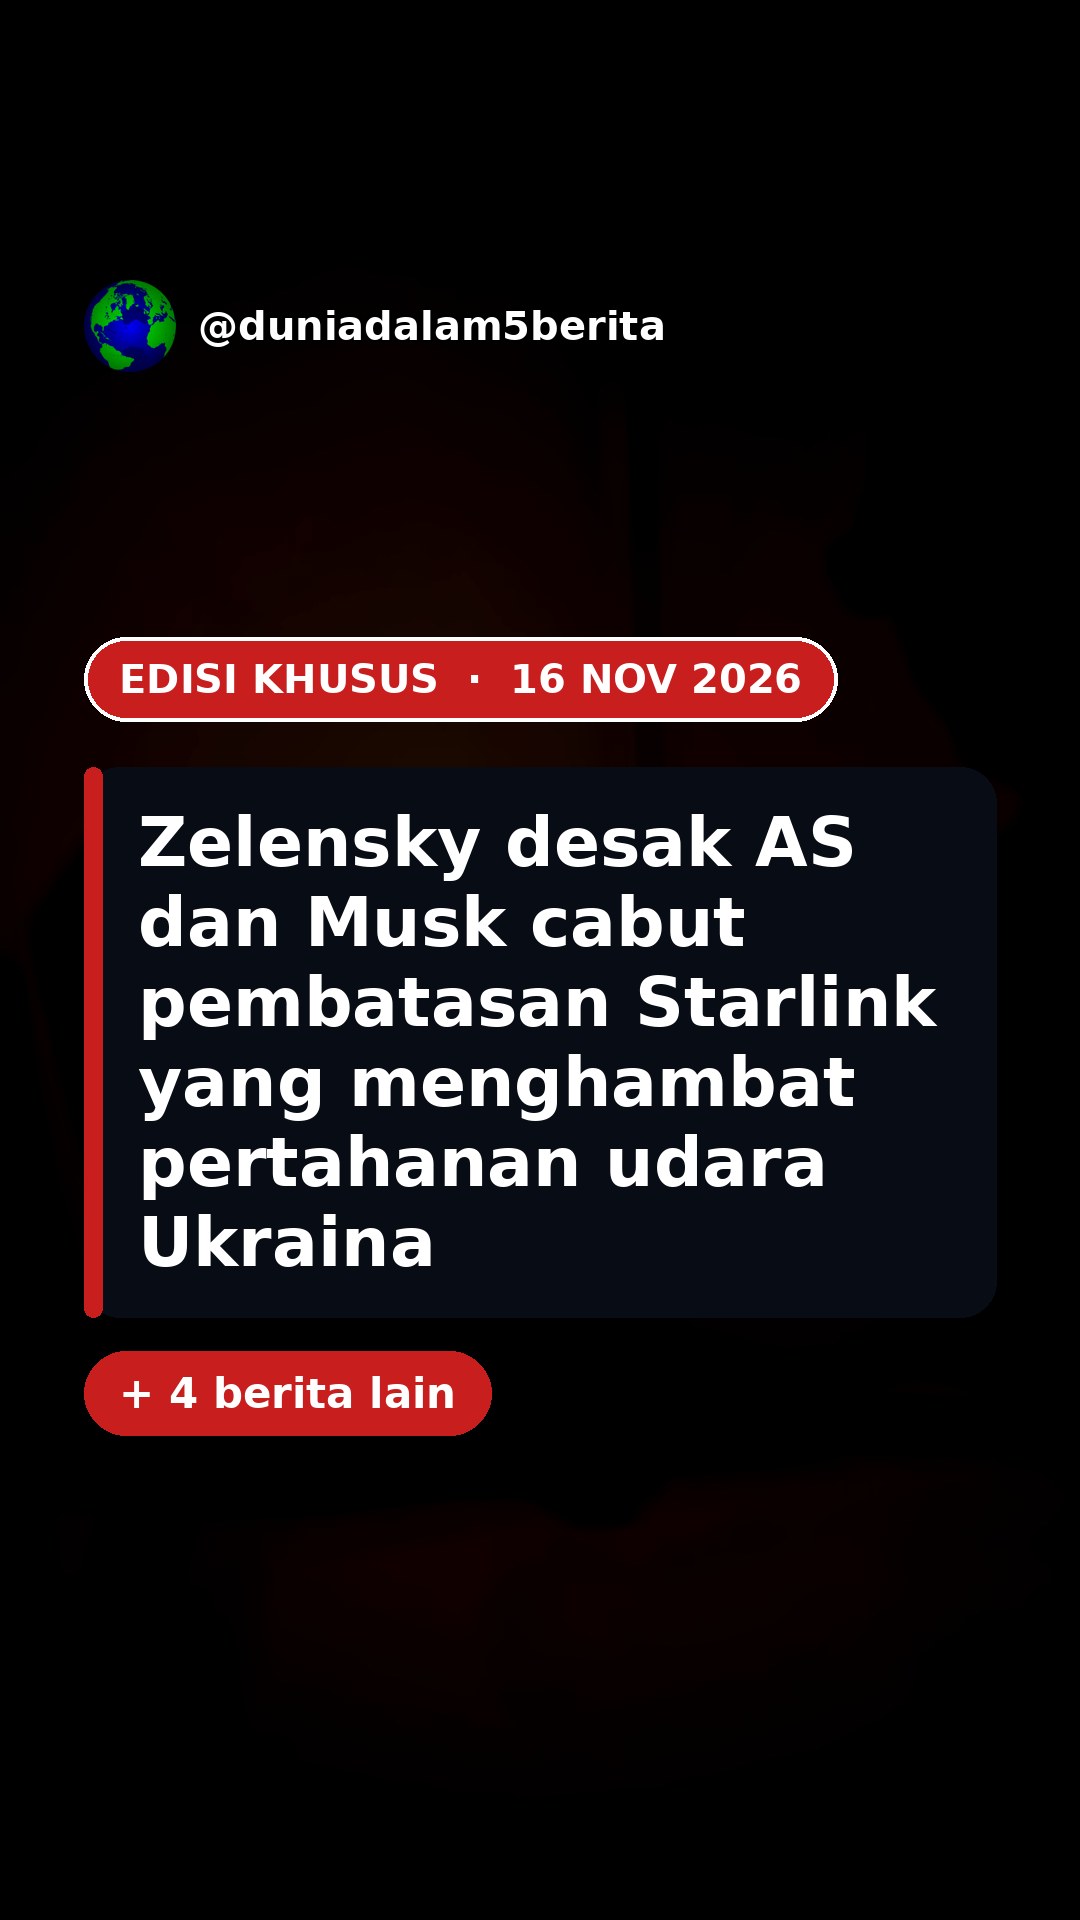 @duniadalam5berita
EDISI KHUSUS · 16 NOV 2026
Zelensky desak AS
dan Musk cabut
pembatasan Starlink
yang menghambat
pertahanan udara
Ukraina
+ 4 berita lain